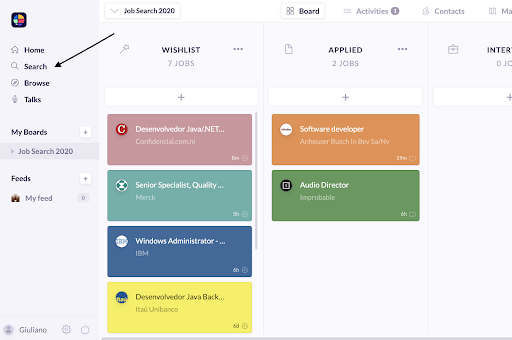 Job Search 2020
Board
Activities 1
Contacts
Ma
Home
Search
Browse
Talks
My Boards +
Job Search 2020
Feeds +
My feed 0
Giuliano
WISHLIST
7 JOBS
+
Desenvolvedor Java/.NET...
Confidencial.com.nl
8m
Senior Specialist, Quality ...
Merck
5h
IBM
Windows Administrator - ...
IBM
6h
Itaú
Desenvolvedor Java Back...
Itaú Unibanco
6d
APPLIED
2 JOBS
+
Software developer
Anheuser Busch In Bev Sa/Nv
19m
Audio Director
Improbable
6h
INTER
0 JO